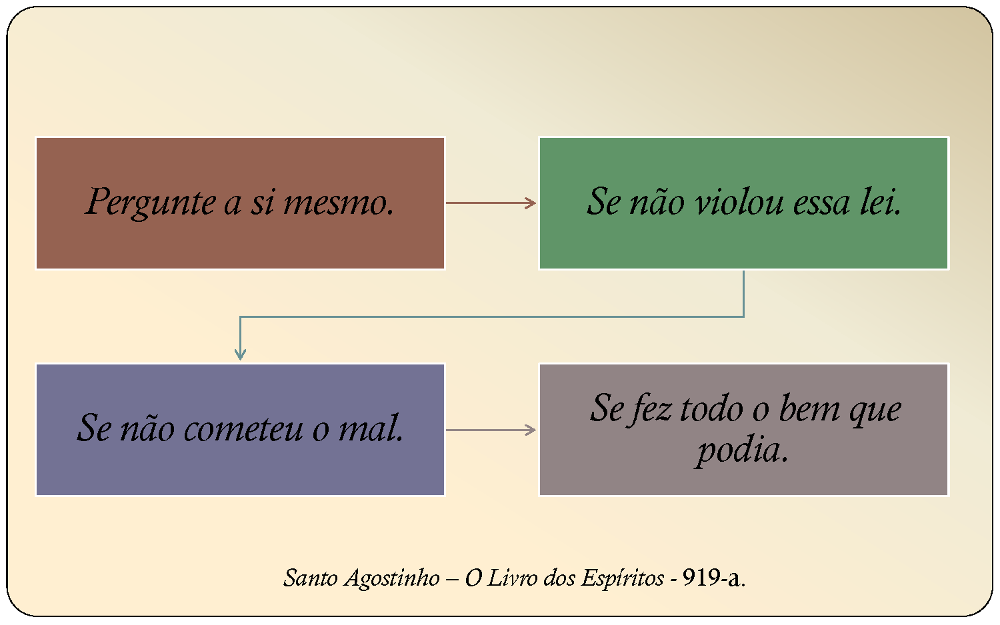 Pergunte a si mesmo.
Se não violou essa lei.
Se não cometeu o mal.
Se fez todo o bem que
podia.
Santo Agostinho – O Livro dos Espíritos - 919-a.